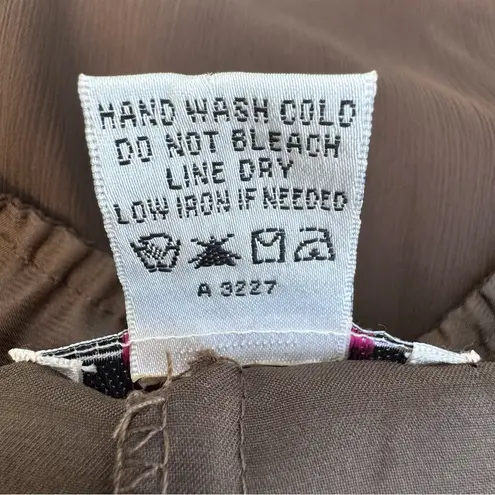 HAND WASH COLD
DO NOT BLEACH
LINE DRY
LOW IRON IF NEEDED
A 3227